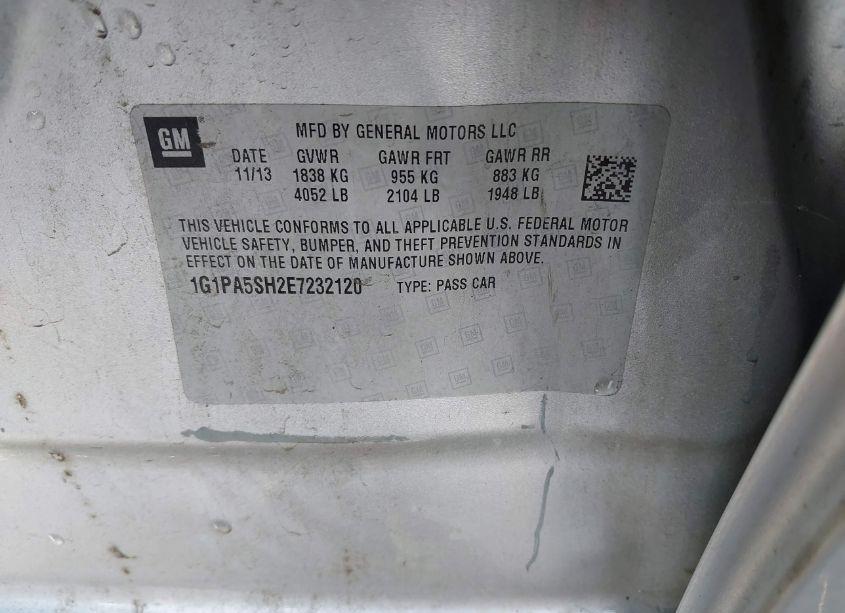 GM
MFD BY GENERAL MOTORS LLC
DATE GVWR GAWR FRT GAWR RR
11/13 1838 KG 955 KG 883 KG
4052 LB 2104 LB 1948 LB
THIS VEHICLE CONFORMS TO ALL APPLICABLE U.S. FEDERAL MOTOR
VEHICLE SAFETY, BUMPER, AND THEFT PREVENTION STANDARDS IN
EFFECT ON THE DATE OF MANUFACTURE SHOWN ABOVE.
1G1PA5SH2E7232120 TYPE: PASS CAR